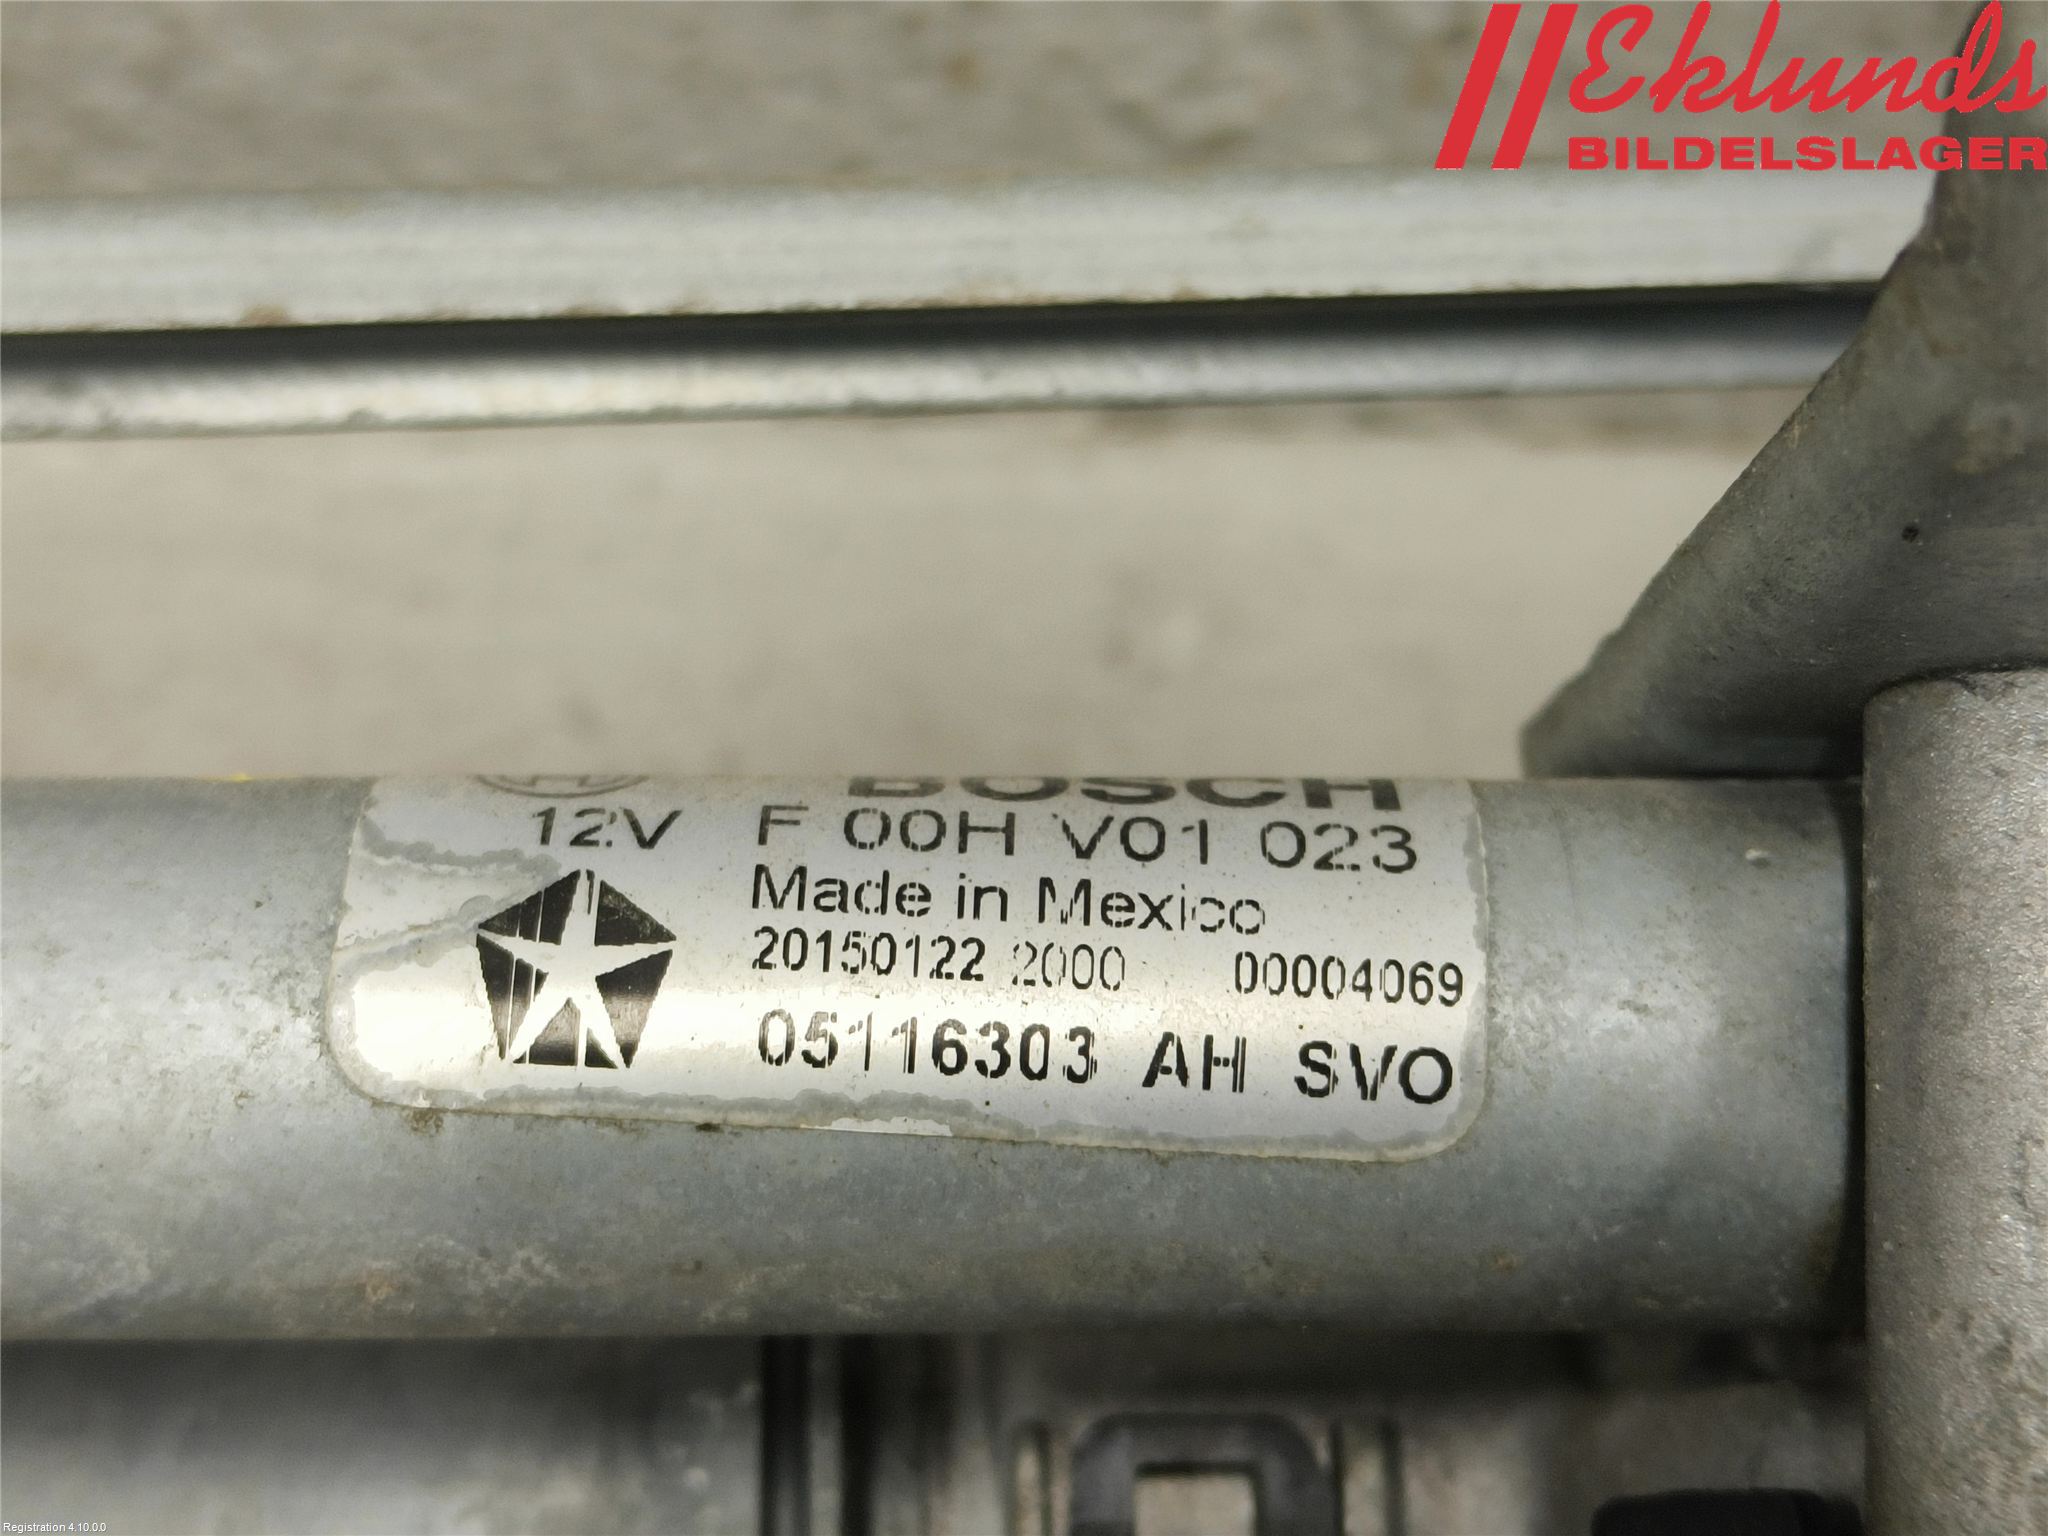 Eklunds
BILDELSLAGER
BOSCH
12V F 00H V01 023
Made in Mexico
20150122 2000 00004069
05116303 AH SVO
Registration 4.10.0.0